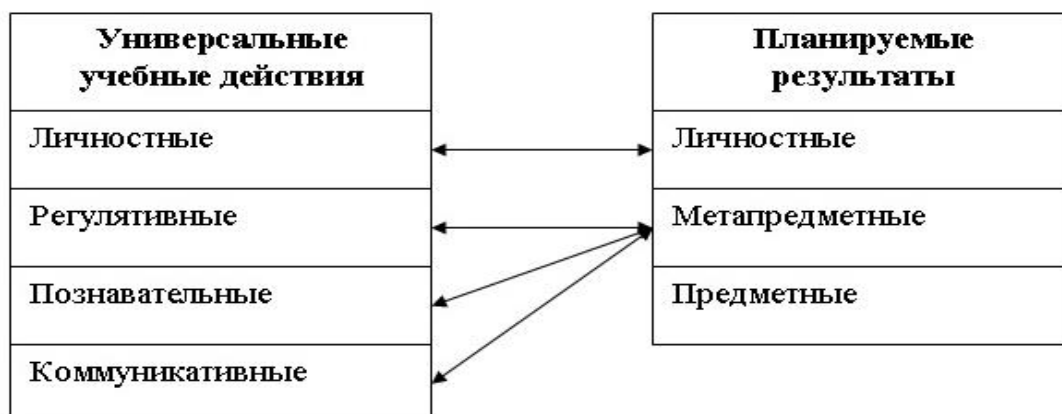 Универсальные
учебные действия
Личностные
Регулятивные
Познавательные
Коммуникативные
Планируемые
результаты
Личностные
Метапредметные
Предметные